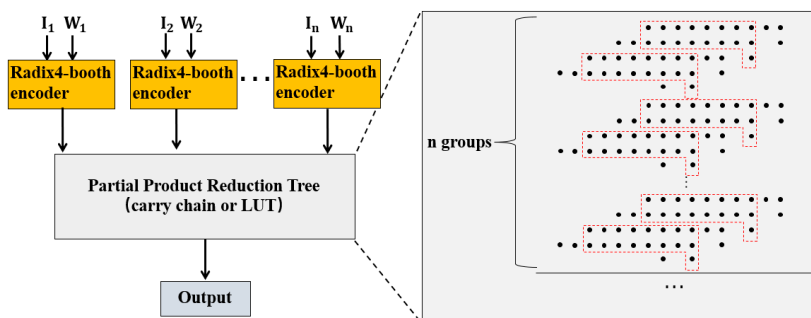 I1 W1
I2 W2
In Wn
Radix4-booth
encoder
Radix4-booth
encoder
...
Radix4-booth
encoder
Partial Product Reduction Tree
(carry chain or LUT)
Output
n groups
...
...